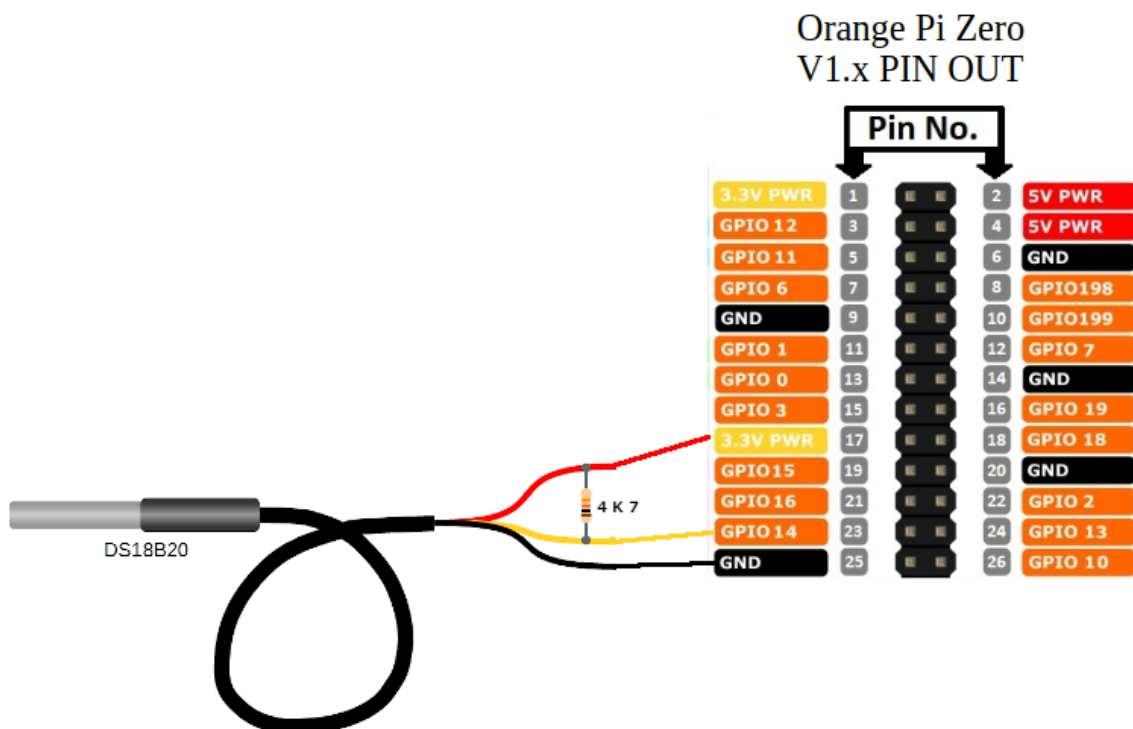 Orange Pi Zero
V1.x PIN OUT
Pin No.
3.3V PWR 1 2 5V PWR
GPIO 12 3 4 5V PWR
GPIO 11 5 6 GND
GPIO 6 7 8 GPIO198
GND 9 10 GPIO199
GPIO 1 11 12 GPIO 7
GPIO 0 13 14 GND
GPIO 3 15 16 GPIO 19
3.3V PWR 17 18 GPIO 18
GPIO15 19 20 GND
GPIO16 21 22 GPIO 2
GPIO14 23 24 GPIO 13
GND 25 26 GPIO 10
4 K 7
DS18B20